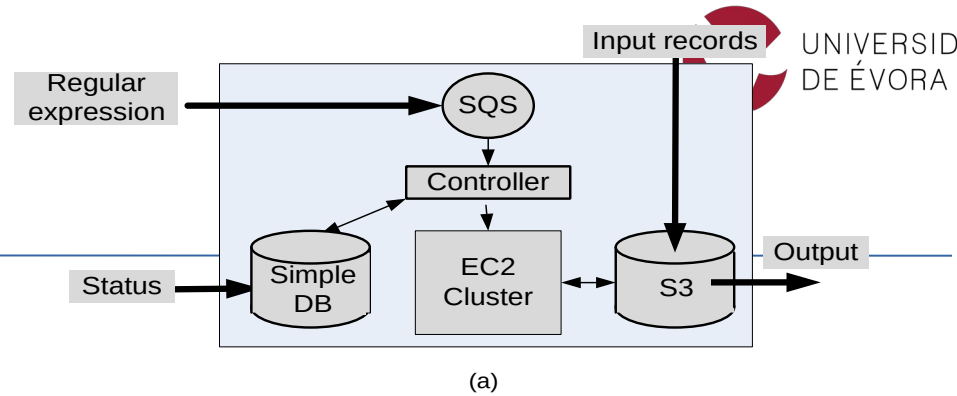 Input records
UNIVERSID
DE ÉVORA
Regular
expression
SQS
Controller
Simple
DB
EC2
Cluster
S3
Output
Status
(a)